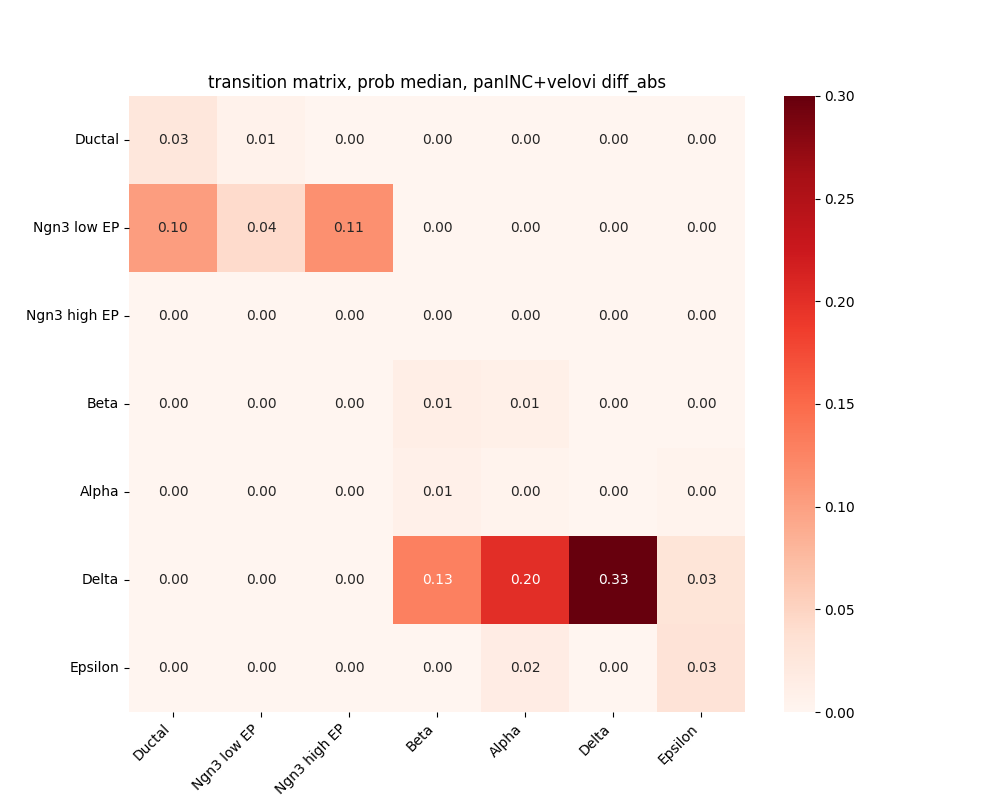 transition matrix, prob median, panINC+velovi diff_abs
Ductal 0.03 0.01 0.00 0.00 0.00 0.00 0.00
Ngn3 low EP 0.10 0.04 0.11 0.00 0.00 0.00 0.00
Ngn3 high EP 0.00 0.00 0.00 0.00 0.00 0.00 0.00
Beta 0.00 0.00 0.00 0.01 0.01 0.00 0.00
Alpha 0.00 0.00 0.00 0.01 0.00 0.00 0.00
Delta 0.00 0.00 0.00 0.13 0.20 0.33 0.03
Epsilon 0.00 0.00 0.00 0.00 0.02 0.00 0.03
Ductal Ngn3 low EP Ngn3 high EP Beta Alpha Delta Epsilon
0.30
0.25
0.20
0.15
0.10
0.05
0.00